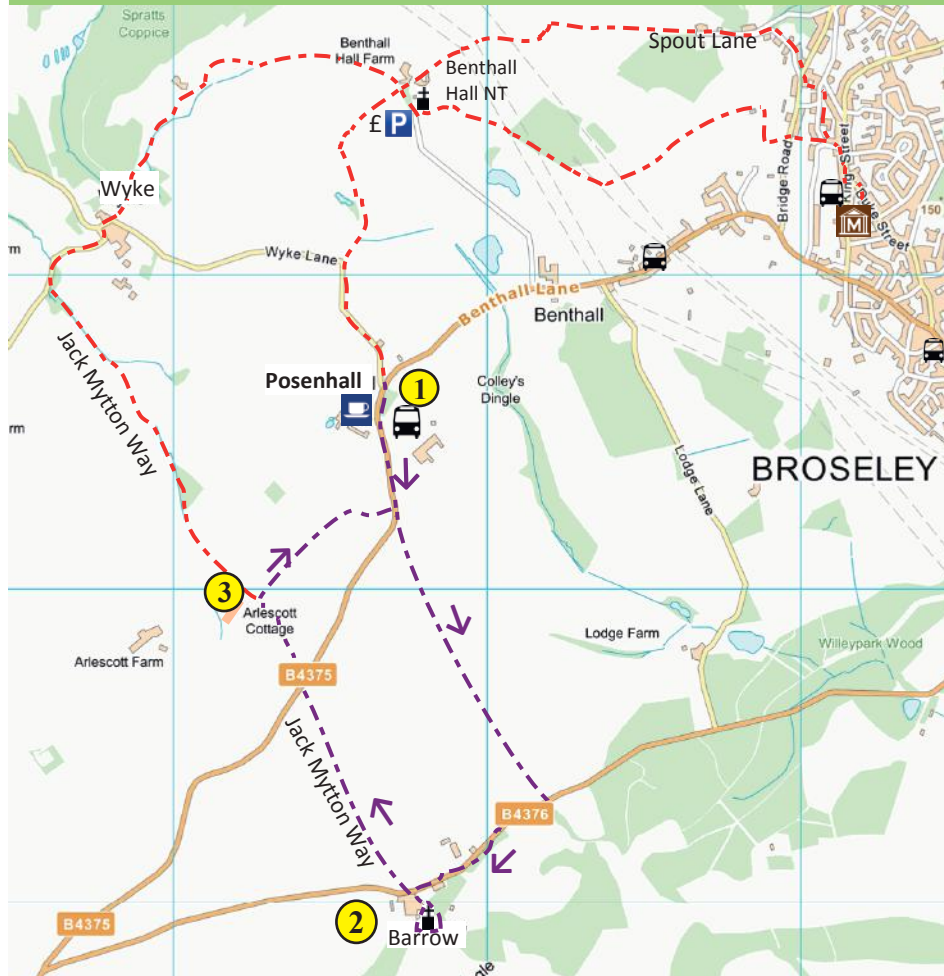 Spratts
Coppice
Benthall
Hall Farm
Benthall
Hall NT
£ P
Spout Lane
Wyke
Wyke Lane
Bridge Road
King Street
Duke Street
150
M
Benthall Lane
Benthall
Jack Mytton Way
Posenhall
1
Colley's
Dingle
Lodge Lane
BROSELEY
rm
3
Arlescott
Cottage
Arlescott Farm
Lodge Farm
Willeypark Wood
B4375
Jack Mytton Way
B4376
B4375
2
Barrow